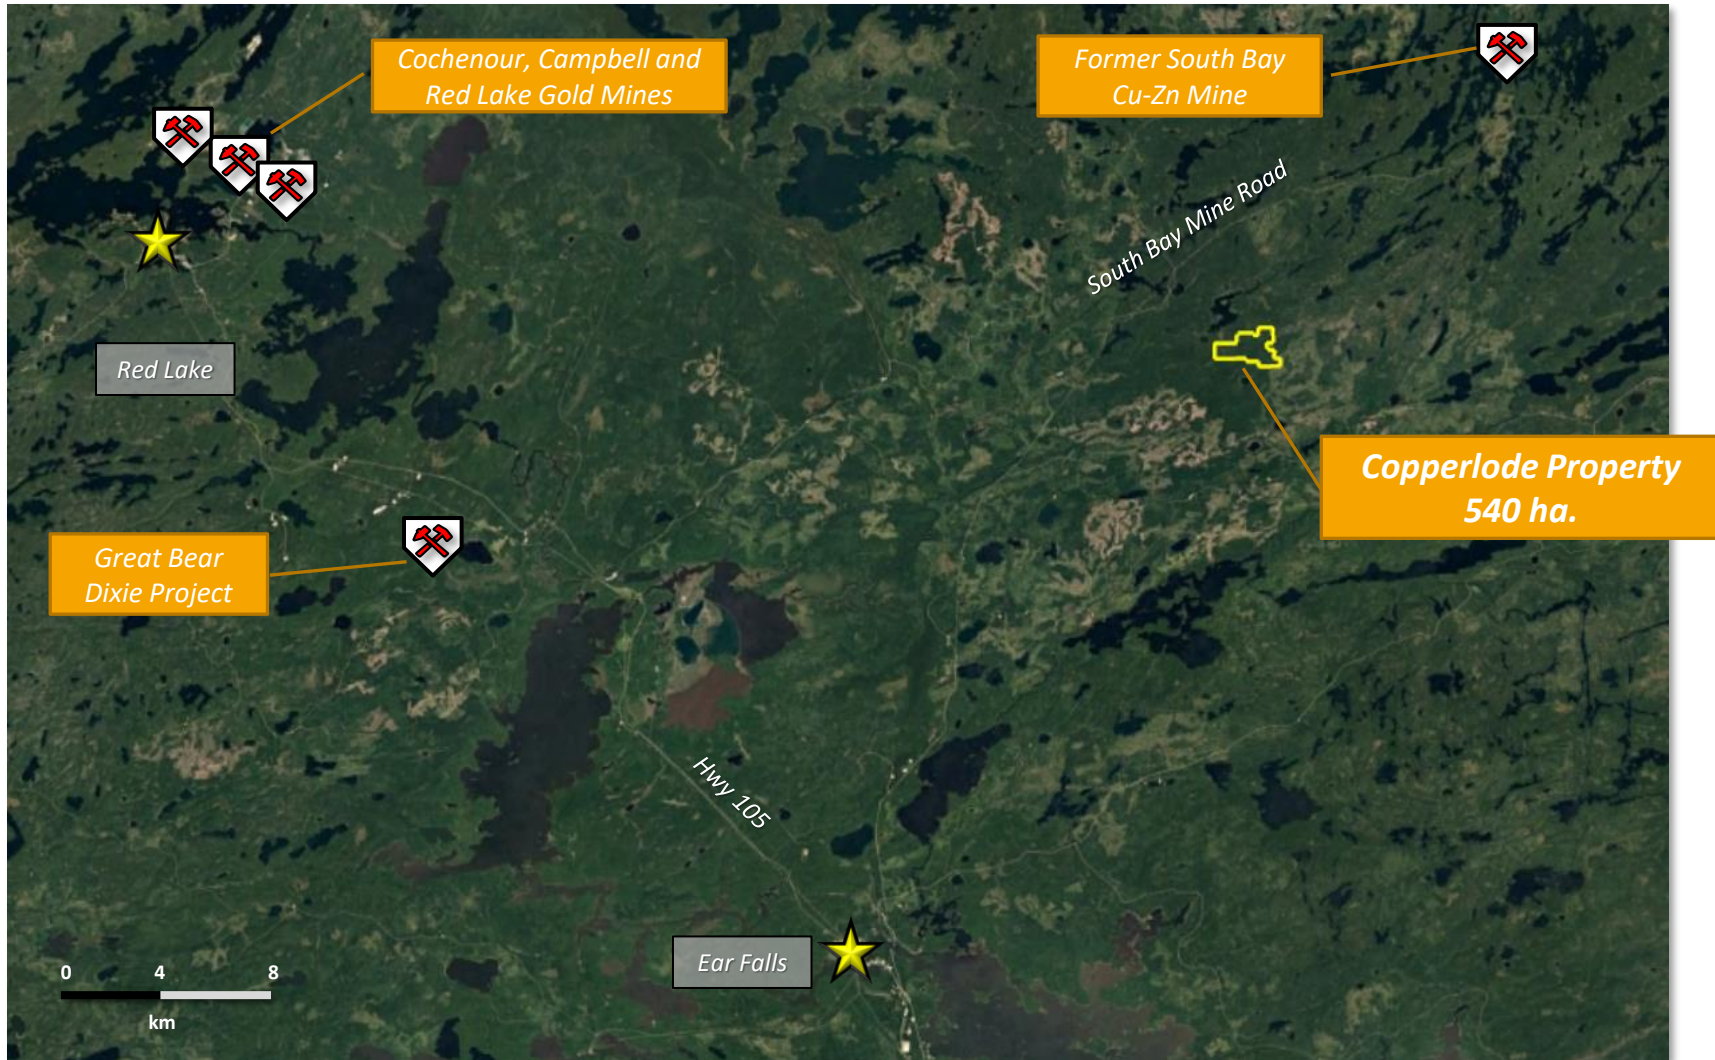 Cochenour, Campbell and
Red Lake Gold Mines
Former South Bay
Cu-Zn Mine
South Bay Mine Road
Red Lake
Copperlode Property
540 ha.
Great Bear
Dixie Project
Hwy 105
Ear Falls
0 4 8
km